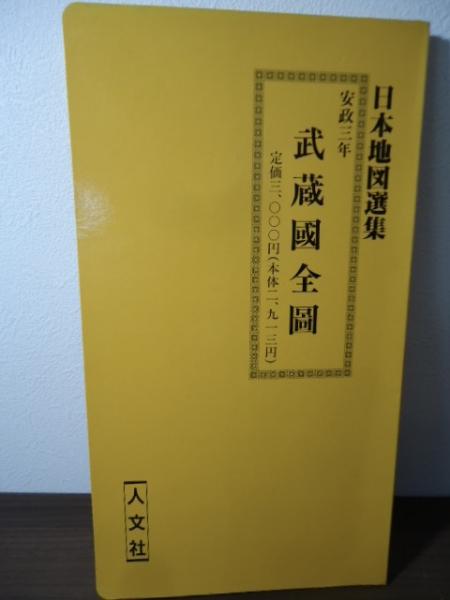 日本地図選集
安政三年
武蔵國全圖
定価三、〇〇〇円(本体二、九一三円)
人文社